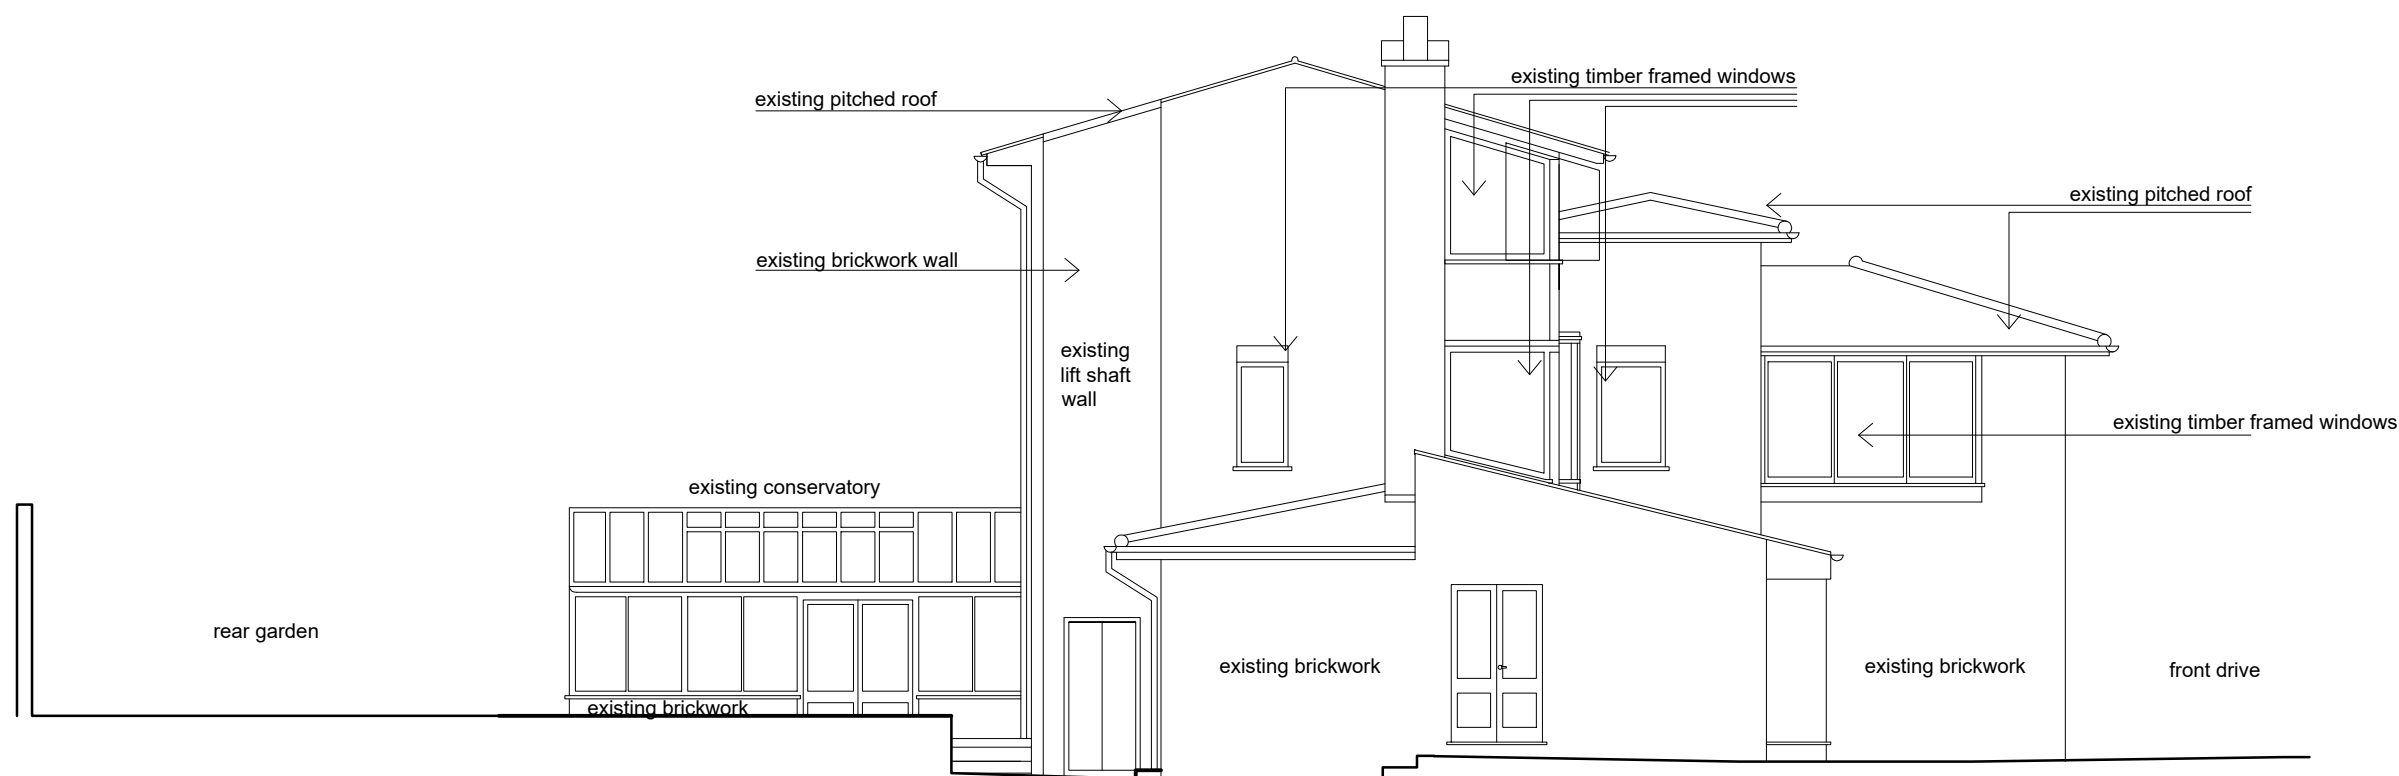 existing timber framed windows
existing pitched roof
existing pitched roof
existing brickwork wall
existing
lift shaft
wall
existing timber framed windows
existing conservatory
rear garden
existing brickwork
existing brickwork
front drive
existing brickwork